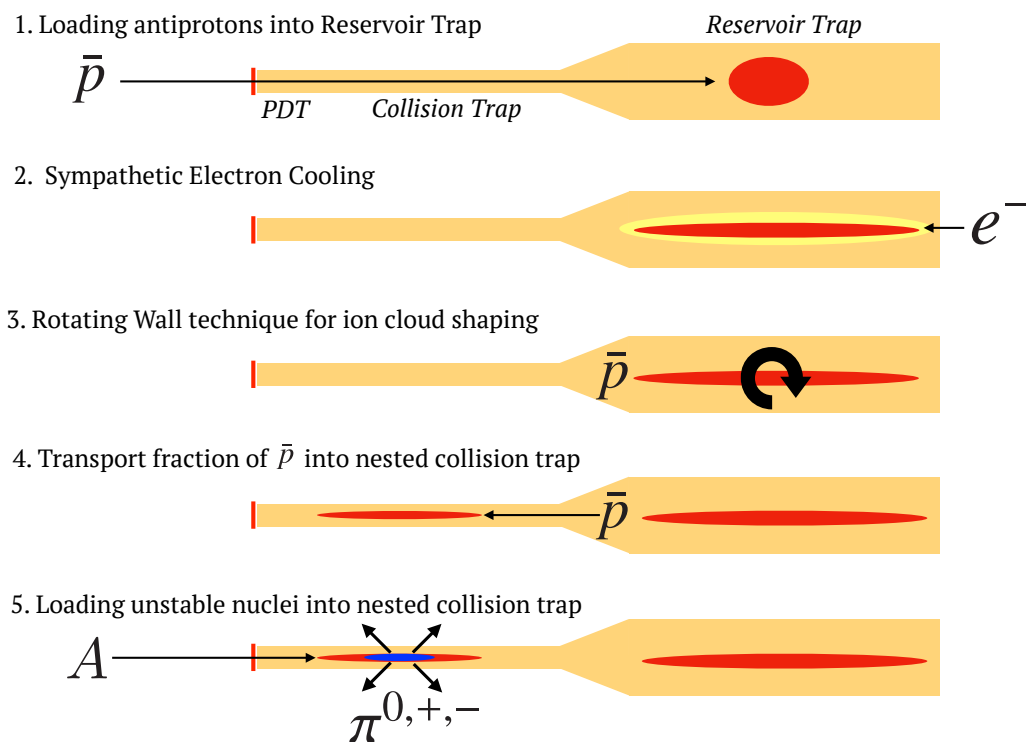 1. Loading antiprotons into Reservoir Trap
Reservoir Trap
p̄
PDT
Collision Trap
2. Sympathetic Electron Cooling
e⁻
3. Rotating Wall technique for ion cloud shaping
p̄
4. Transport fraction of p̄ into nested collision trap
p̄
5. Loading unstable nuclei into nested collision trap
A
π⁰,⁺,⁻